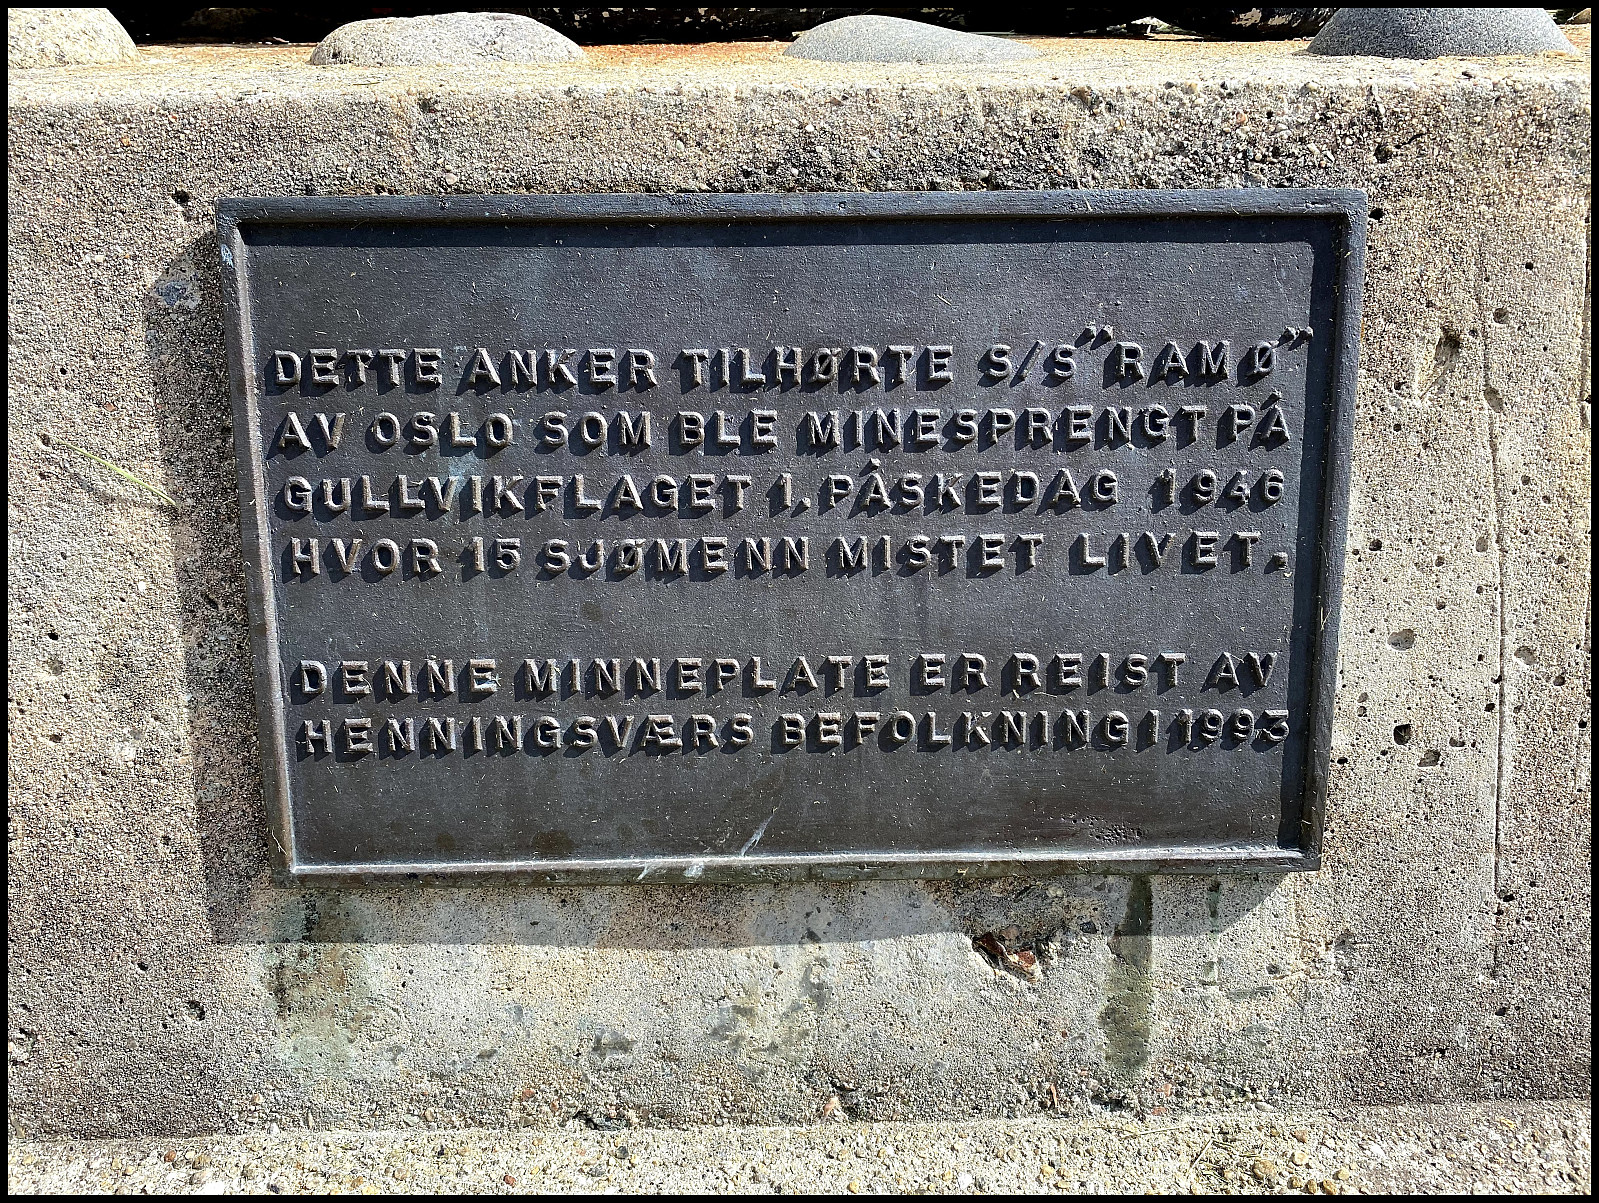 DETTE ANKER TILHØRTE S/S "RAMØ"
AV OSLO SOM BLE MINESPRENGT PÅ
GULLVIKFLAGET 1. PÅSKEDAG 1946
HVOR 15 SJØMENN MISTET LIVET.
DENNE MINNEPLATE ER REIST AV
HENNINGSVÆRS BEFOLKNING I 1993